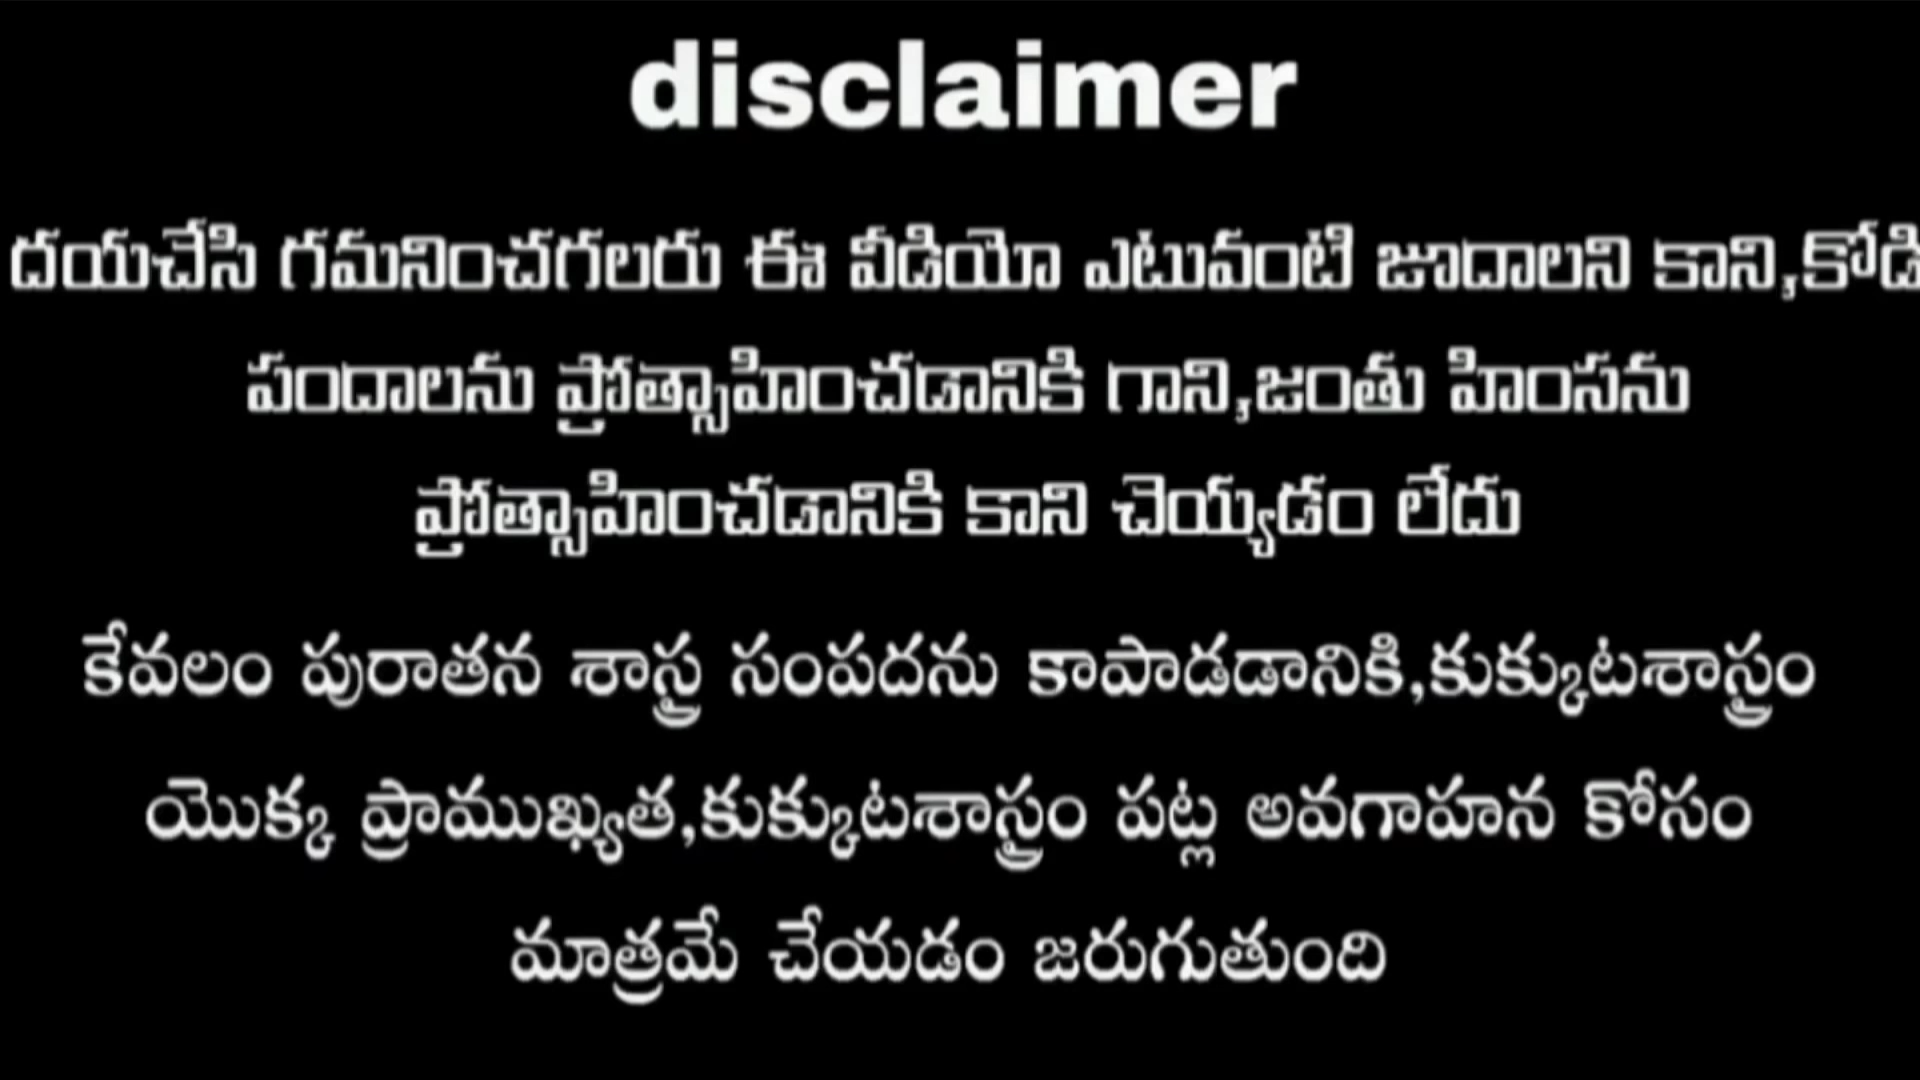 disclaimer
దయచేసి గమనించగలరు ఈ వీడియో ఎటువంటి జూదాలని కాని,కోడి
పందాలను ప్రోత్సాహించడానికి గాని,జంతు హింసను
ప్రోత్సాహించడానికి కాని చెయ్యడం లేదు
కేవలం పురాతన శాస్త్ర సంపదను కాపాడడానికి,కుక్కుటశాస్త్రం
యొక్క ప్రాముఖ్యత,కుక్కుటశాస్త్రం పట్ల అవగాహన కోసం
మాత్రమే చేయడం జరుగుతుంది